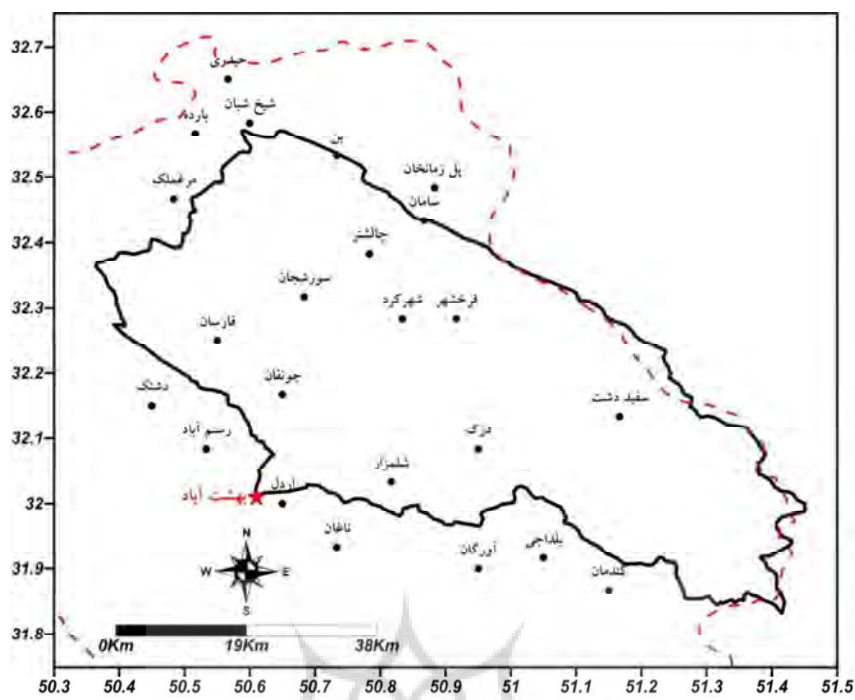 32.7
32.6
32.5
32.4
32.3
32.2
32.1
32
31.9
31.8
حیدری
شیخ شبان
بارده
بن
مرغملک
پل زمانخان
سامان
چالشتر
سورشجان
شهرکرد
فرخشهر
فارسان
جونقان
دشتک
سفید دشت
رستم آباد
دزک
شلمزار
اردل
بهشت آباد
ناغان
آورگان
بلداجی
گندمان
N
W
E
S
0Km
19Km
38Km
50.3
50.4
50.5
50.6
50.7
50.8
50.9
51
51.1
51.2
51.3
51.4
51.5